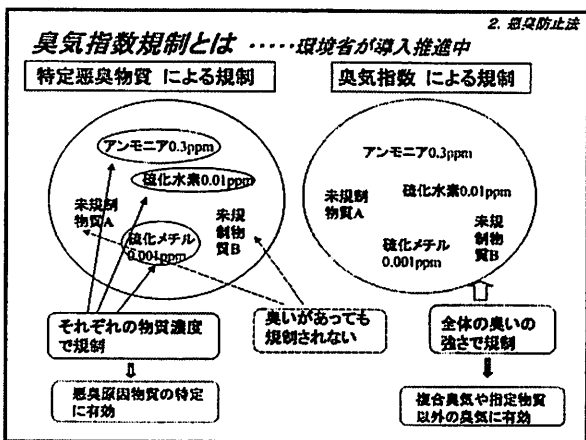 2. 悪臭防止法
臭気指数規制とは ‥‥‥環境省が導入推進中
特定悪臭物質 による規制
アンモニア0.3ppm
硫化水素0.01ppm
未規制
物質A
硫化メチル
0.001ppm
未規
制物
質B
それぞれの物質濃度
で規制
臭いがあっても
規制されない
悪臭原因物質の特定
に有効
臭気指数 による規制
アンモニア0.3ppm
硫化水素0.01ppm
未規制
物質A
硫化メチル
0.001ppm
未規
制物
質B
全体の臭いの
強さで規制
複合臭気や指定物質
以外の臭気に有効